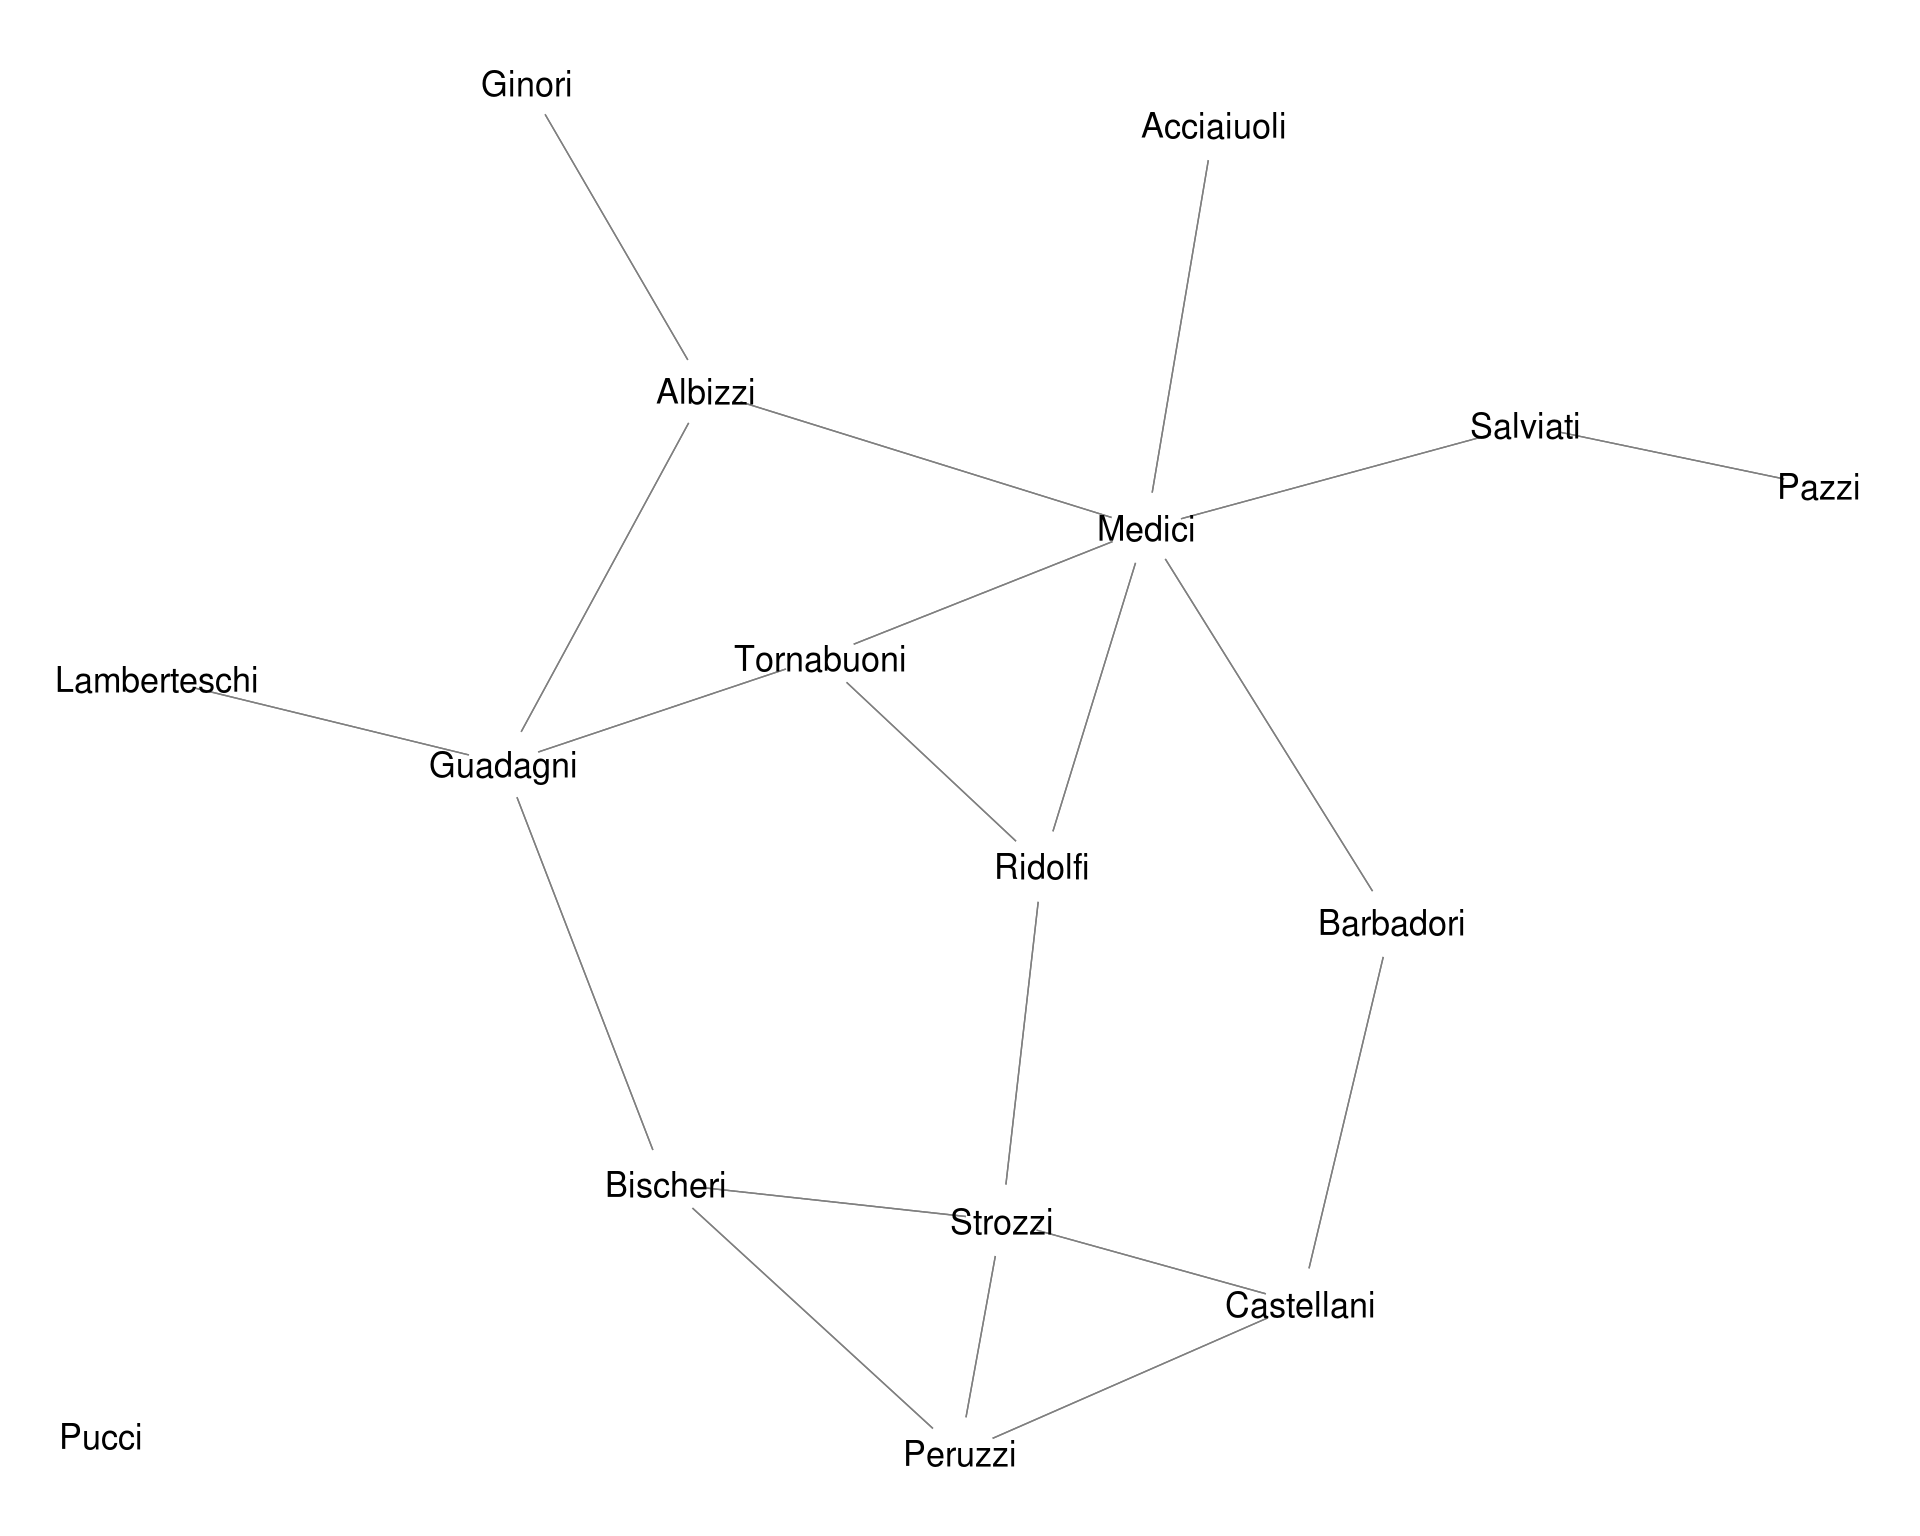 Ginori
Acciaiuoli
Albizzi
Salviati
Pazzi
Medici
Tornabuoni
Lamberteschi
Guadagni
Ridolfi
Barbadori
Bischeri
Strozzi
Castellani
Pucci
Peruzzi